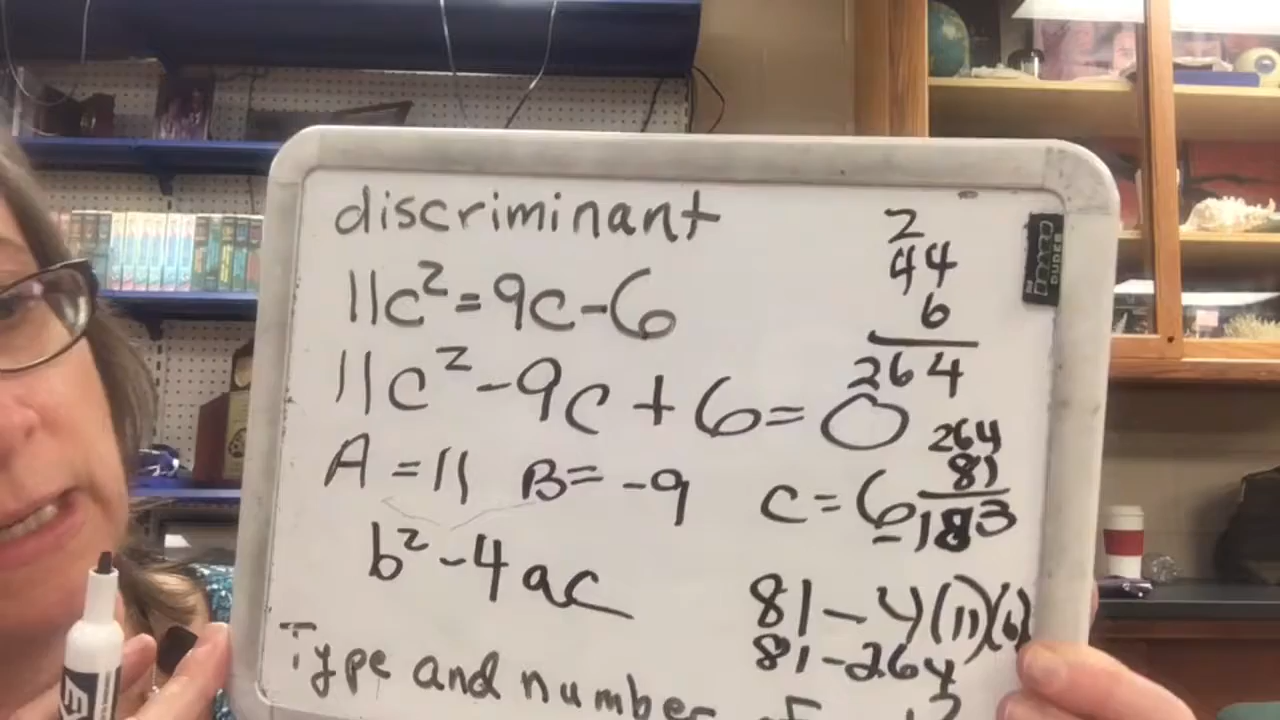 discriminant
11c² = 9c - 6
11c² - 9c + 6 = 0
A = 11 B = -9 c = 6
b² - 4ac
Type and number of
2
44
6
264
264
81
-183
81 - 4(11)(6)
81 - 264